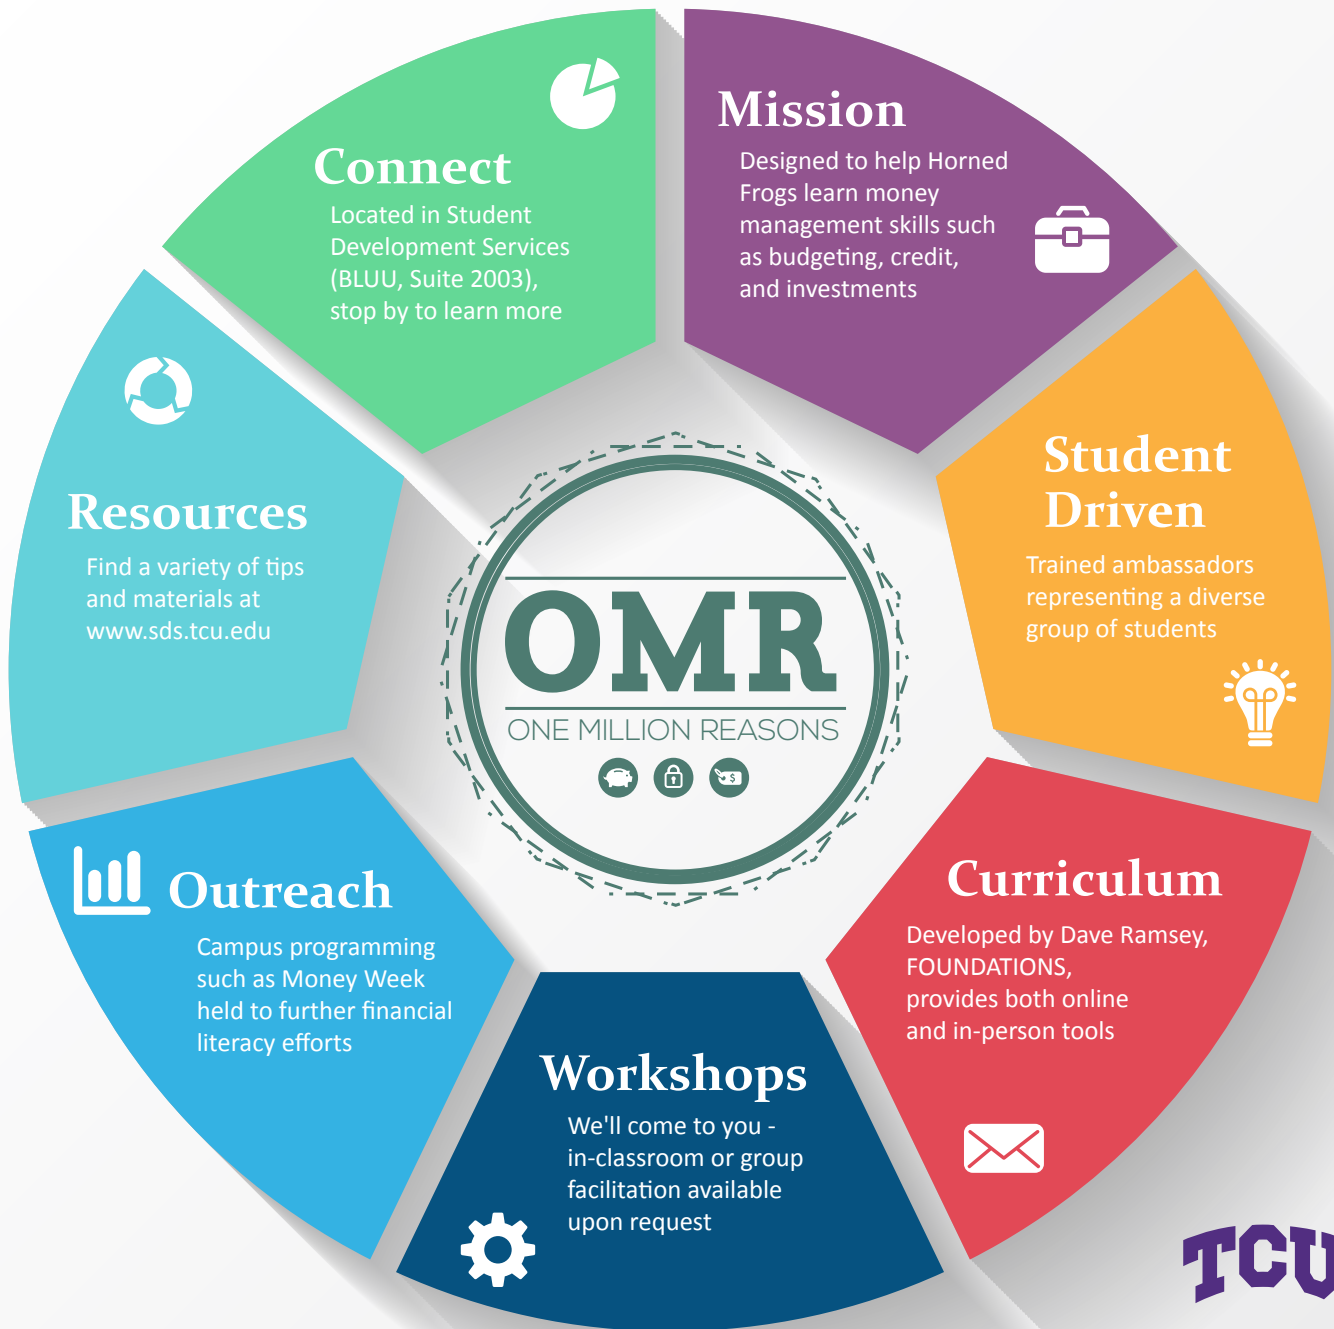 Mission
Designed to help Horned
Frogs learn money
management skills such
as budgeting, credit,
and investments
Student
Driven
Trained ambassadors
representing a diverse
group of students
Curriculum
Developed by Dave Ramsey,
FOUNDATIONS,
provides both online
and in-person tools
Workshops
We'll come to you -
in-classroom or group
facilitation available
upon request
Outreach
Campus programming
such as Money Week
held to further financial
literacy efforts
Resources
Find a variety of tips
and materials at
www.sds.tcu.edu
Connect
Located in Student
Development Services
(BLUU, Suite 2003),
stop by to learn more
OMR
ONE MILLION REASONS
$
TCU